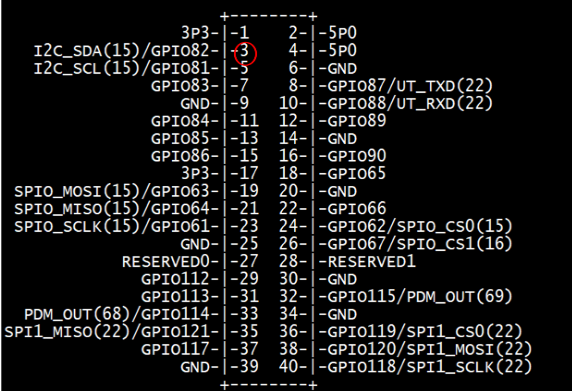 +--------+
3P3-|-1 2-|-5P0
I2C_SDA(15)/GPIO82-|-3 4-|-5P0
I2C_SCL(15)/GPIO81-|-5 6-|-GND
GPIO83-|-7 8-|-GPIO87/UT_TXD(22)
GND-|-9 10-|-GPIO88/UT_RXD(22)
GPIO84-|-11 12-|-GPIO89
GPIO85-|-13 14-|-GND
GPIO86-|-15 16-|-GPIO90
3P3-|-17 18-|-GPIO65
SPIO_MOSI(15)/GPIO63-|-19 20-|-GND
SPIO_MISO(15)/GPIO64-|-21 22-|-GPIO66
SPIO_SCLK(15)/GPIO61-|-23 24-|-GPIO62/SPIO_CS0(15)
GND-|-25 26-|-GPIO67/SPIO_CS1(16)
RESERVED0-|-27 28-|-RESERVED1
GPIO112-|-29 30-|-GND
GPIO113-|-31 32-|-GPIO115/PDM_OUT(69)
PDM_OUT(68)/GPIO114-|-33 34-|-GND
SPI1_MISO(22)/GPIO121-|-35 36-|-GPIO119/SPI1_CS0(22)
GPIO117-|-37 38-|-GPIO120/SPI1_MOSI(22)
GND-|-39 40-|-GPIO118/SPI1_SCLK(22)
+--------+